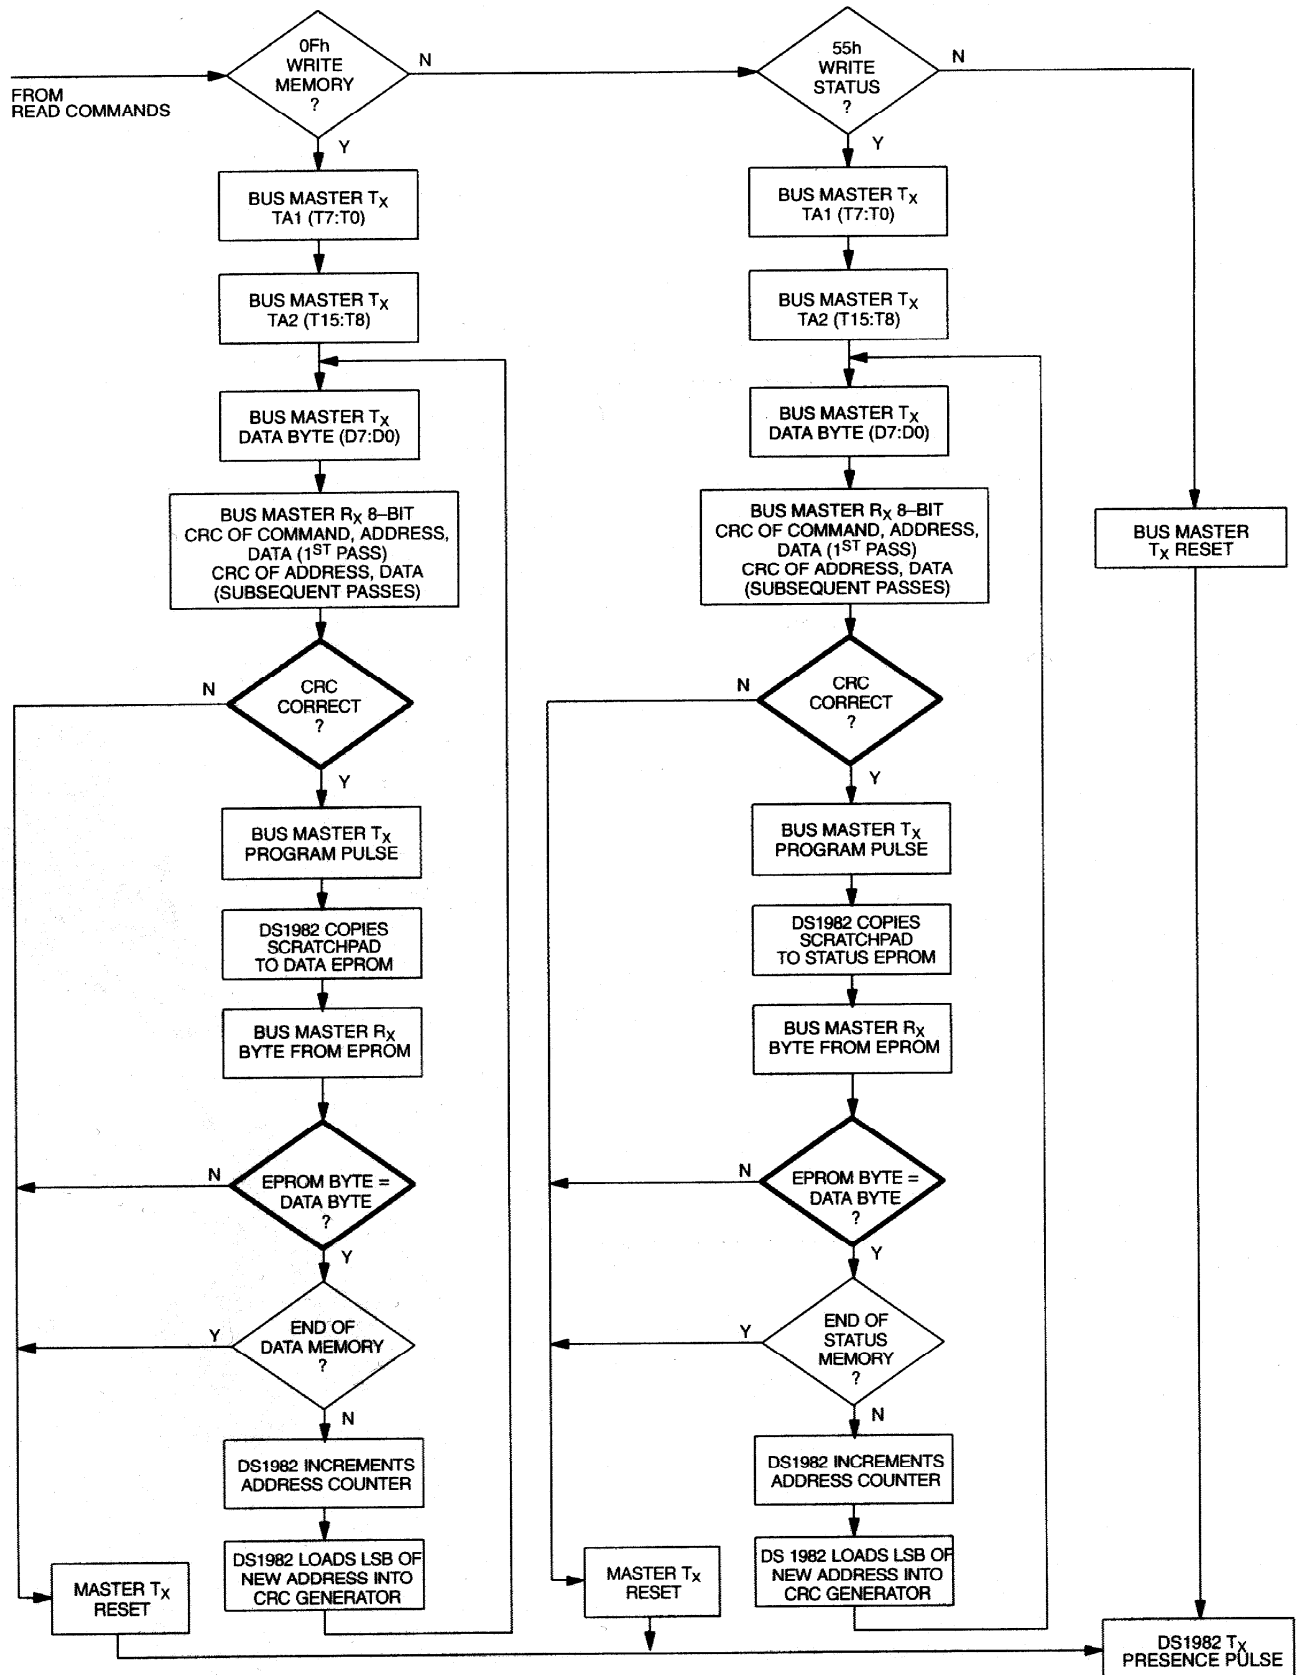 0Fh
WRITE
MEMORY
?
N
Y
FROM
READ COMMANDS
55h
WRITE
STATUS
?
N
Y
BUS MASTER TX
TA1 (T7:T0)
BUS MASTER TX
TA2 (T15:T8)
BUS MASTER TX
DATA BYTE (D7:D0)
BUS MASTER RX 8–BIT
CRC OF COMMAND, ADDRESS,
DATA (1ST PASS)
CRC OF ADDRESS, DATA
(SUBSEQUENT PASSES)
CRC
CORRECT
?
N
Y
BUS MASTER TX
PROGRAM PULSE
DS1982 COPIES
SCRATCHPAD
TO DATA EPROM
BUS MASTER RX
BYTE FROM EPROM
EPROM BYTE =
DATA BYTE
?
N
Y
END OF
DATA MEMORY
?
Y
N
DS1982 INCREMENTS
ADDRESS COUNTER
DS1982 LOADS LSB OF
NEW ADDRESS INTO
CRC GENERATOR
MASTER TX
RESET
BUS MASTER TX
TA1 (T7:T0)
BUS MASTER TX
TA2 (T15:T8)
BUS MASTER TX
DATA BYTE (D7:D0)
BUS MASTER RX 8–BIT
CRC OF COMMAND, ADDRESS,
DATA (1ST PASS)
CRC OF ADDRESS, DATA
(SUBSEQUENT PASSES)
CRC
CORRECT
?
N
Y
BUS MASTER TX
PROGRAM PULSE
DS1982 COPIES
SCRATCHPAD
TO STATUS EPROM
BUS MASTER RX
BYTE FROM EPROM
EPROM BYTE =
DATA BYTE
?
N
Y
END OF
STATUS
MEMORY
?
Y
N
DS1982 INCREMENTS
ADDRESS COUNTER
DS 1982 LOADS LSB OF
NEW ADDRESS INTO
CRC GENERATOR
MASTER TX
RESET
BUS MASTER
TX RESET
DS1982 TX
PRESENCE PULSE